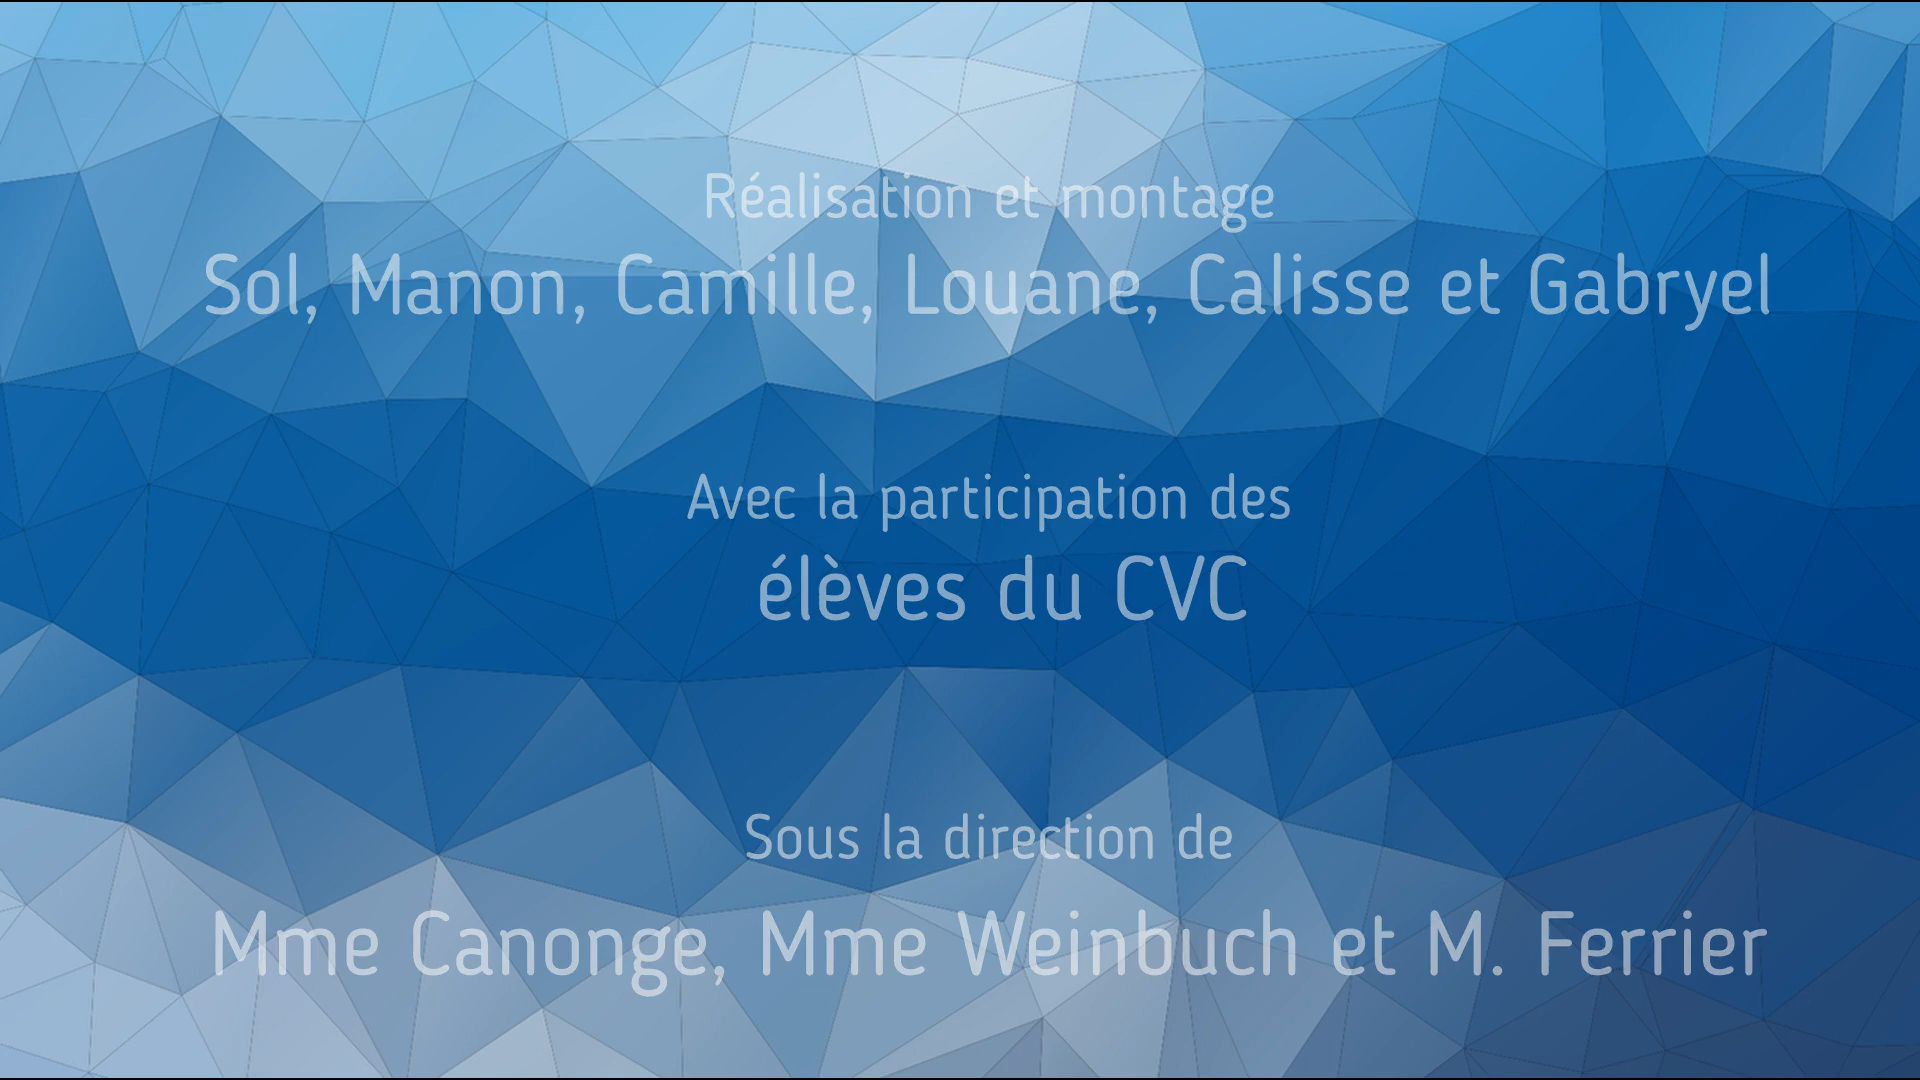 Réalisation et montage
Sol, Manon, Camille, Louane, Calisse et Gabryel
Avec la participation des
élèves du CVC
Sous la direction de
Mme Canonge, Mme Weinbuch et M. Ferrier